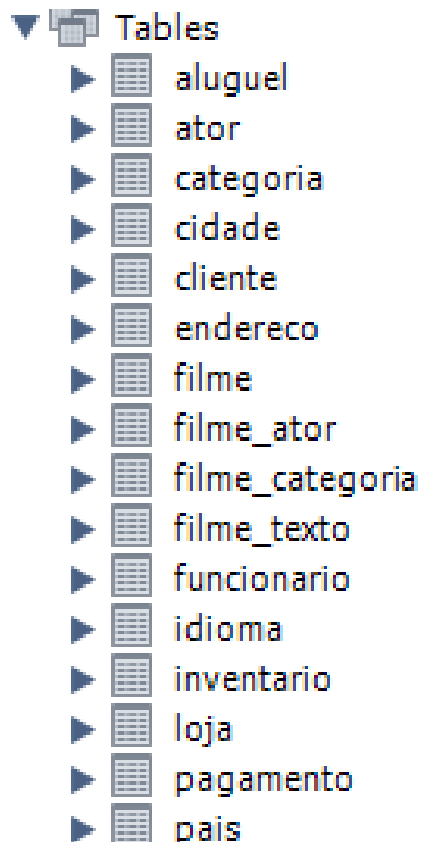 Tables
aluguel
ator
categoria
cidade
cliente
endereco
filme
filme_ator
filme_categoria
filme_texto
funcionario
idioma
inventario
loja
pagamento
pais